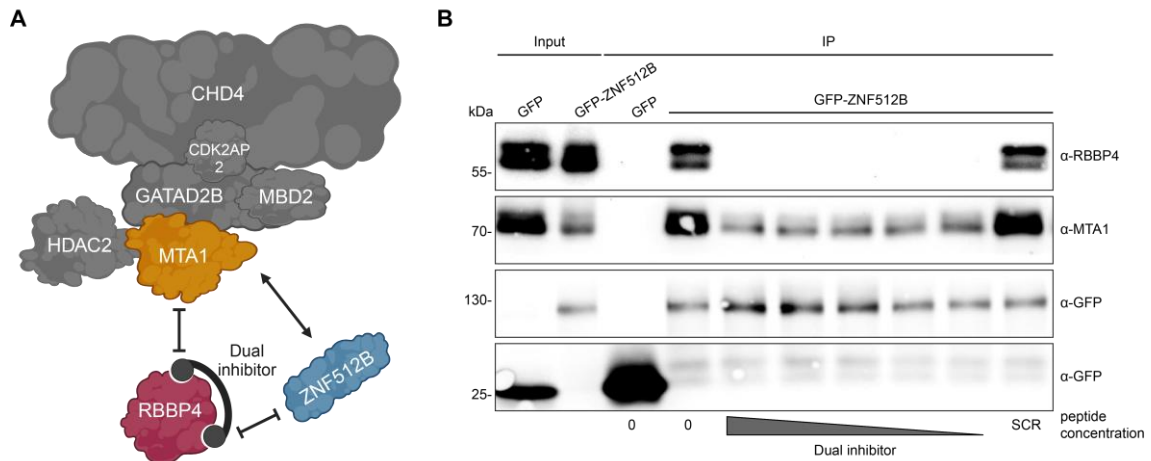 A
CHD4
CDK2AP
2
GATAD2B
MBD2
HDAC2
MTA1
Dual
inhibitor
RBBP4
ZNF512B
B
Input
IP
GFP
GFP-ZNF512B
GFP
GFP-ZNF512B
kDa
55-
α-RBBP4
70-
α-MTA1
130-
α-GFP
25-
α-GFP
0
0
SCR
peptide
concentration
Dual inhibitor